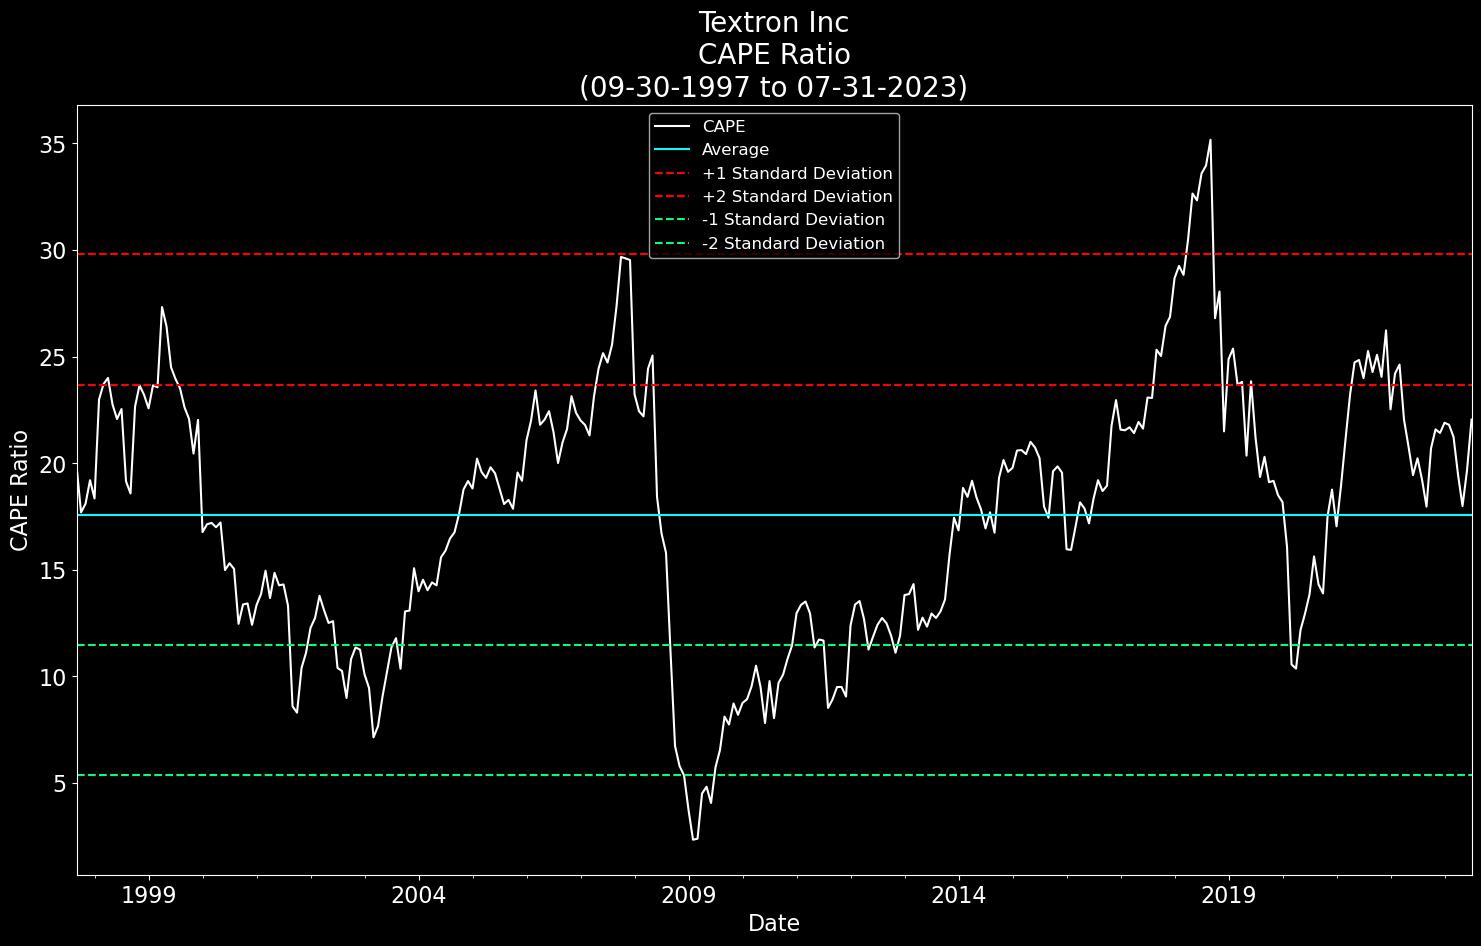 Textron Inc
CAPE Ratio
(09-30-1997 to 07-31-2023)
CAPE
Average
+1 Standard Deviation
+2 Standard Deviation
-1 Standard Deviation
-2 Standard Deviation
35
30
25
20
15
10
5
CAPE Ratio
1999 2004 2009 2014 2019
Date